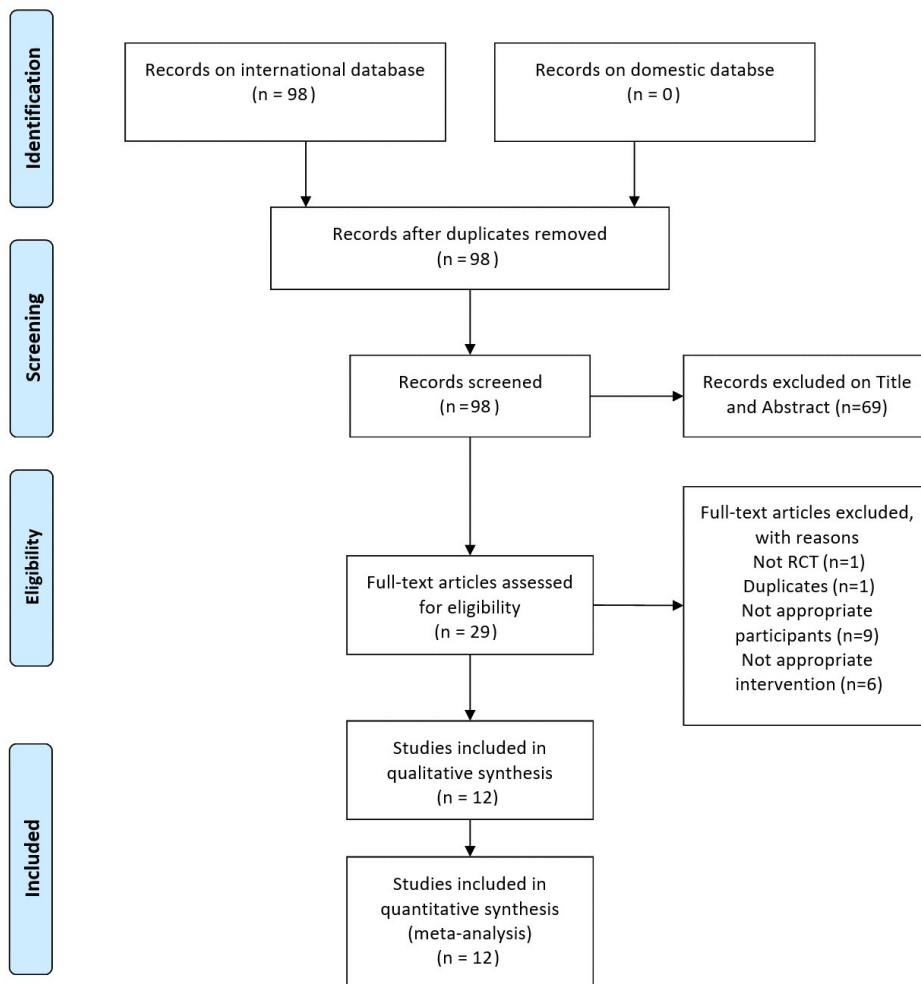 Identification
Records on international database
(n = 98)
Records on domestic databse
(n = 0)
Records after duplicates removed
(n = 98)
Screening
Records screened
(n = 98)
Records excluded on Title
and Abstract (n=69)
Eligibility
Full-text articles assessed
for eligibility
(n = 29)
Full-text articles excluded,
with reasons
Not RCT (n=1)
Duplicates (n=1)
Not appropriate
participants (n=9)
Not appropriate
intervention (n=6)
Included
Studies included in
qualitative synthesis
(n = 12)
Studies included in
quantitative synthesis
(meta-analysis)
(n = 12)